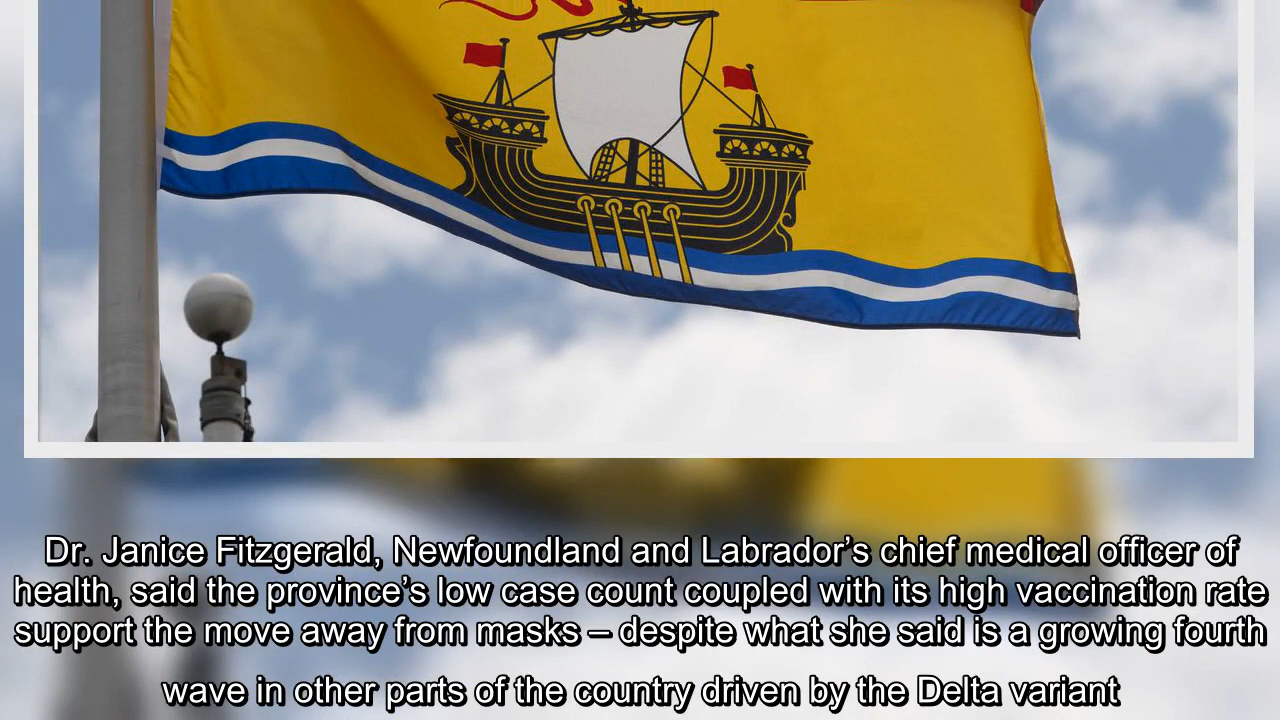 Dr. Janice Fitzgerald, Newfoundland and Labrador’s chief medical officer of
health, said the province’s low case count coupled with its high vaccination rate
support the move away from masks – despite what she said is a growing fourth
wave in other parts of the country driven by the Delta variant